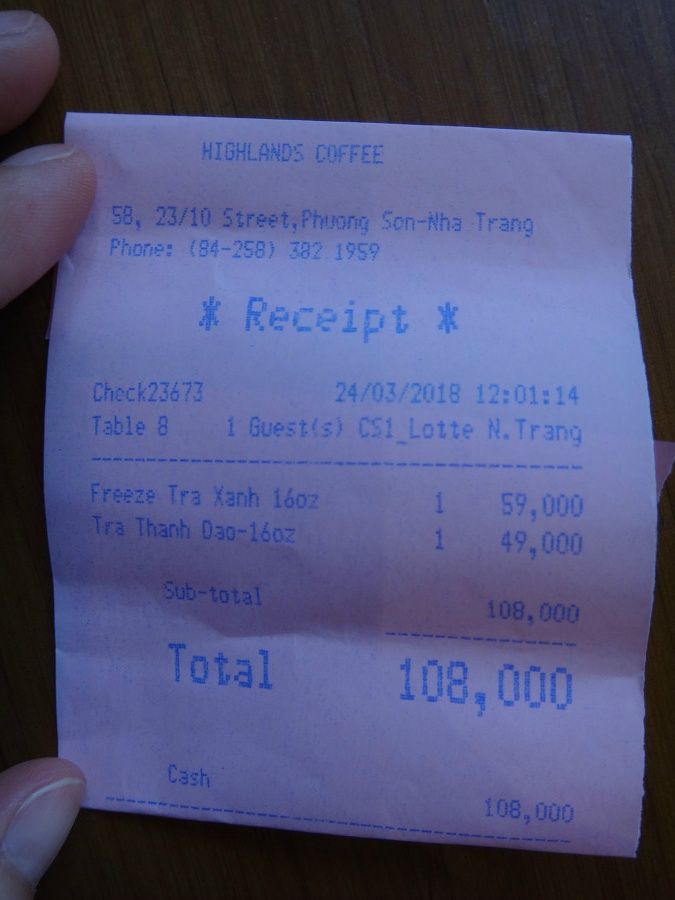 HIGHLANDS COFFEE
58, 23/10 Street,Phuong Son-Nha Trang
Phone: (84-258) 382 1959
* Receipt *
Check23673 24/03/2018 12:01:14
Table 8 1 Guest(s) CS1_Lotte N.Trang
Freeze Tra Xanh 16oz 1 59,000
Tra Thanh Dao-16oz 1 49,000
Sub-total 108,000
Total 108,000
Cash 108,000